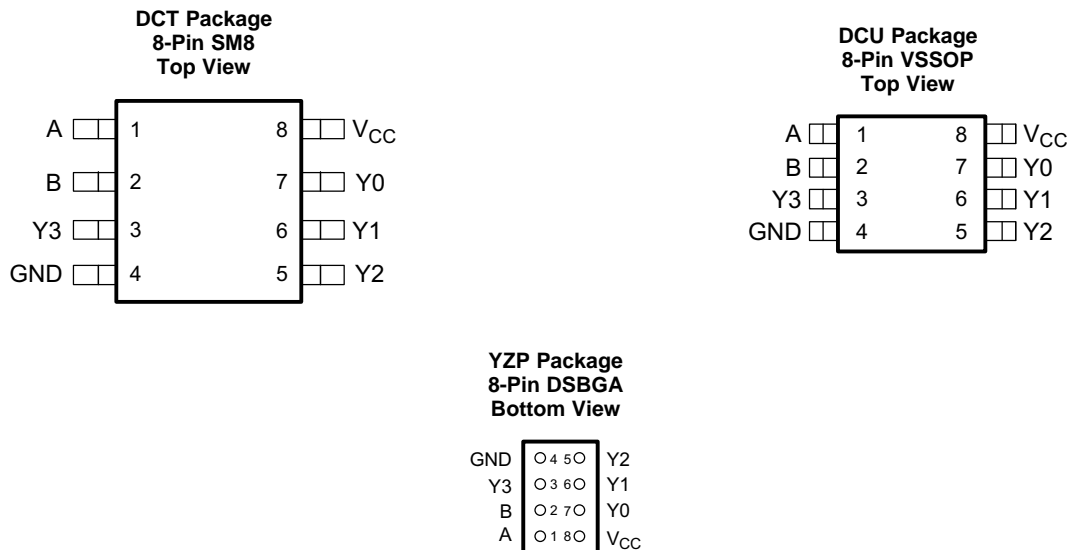 DCT Package
8-Pin SM8
Top View
A 1 8 VCC
B 2 7 Y0
Y3 3 6 Y1
GND 4 5 Y2
DCU Package
8-Pin VSSOP
Top View
A 1 8 VCC
B 2 7 Y0
Y3 3 6 Y1
GND 4 5 Y2
YZP Package
8-Pin DSBGA
Bottom View
GND 4 5 Y2
Y3 3 6 Y1
B 2 7 Y0
A 1 8 VCC